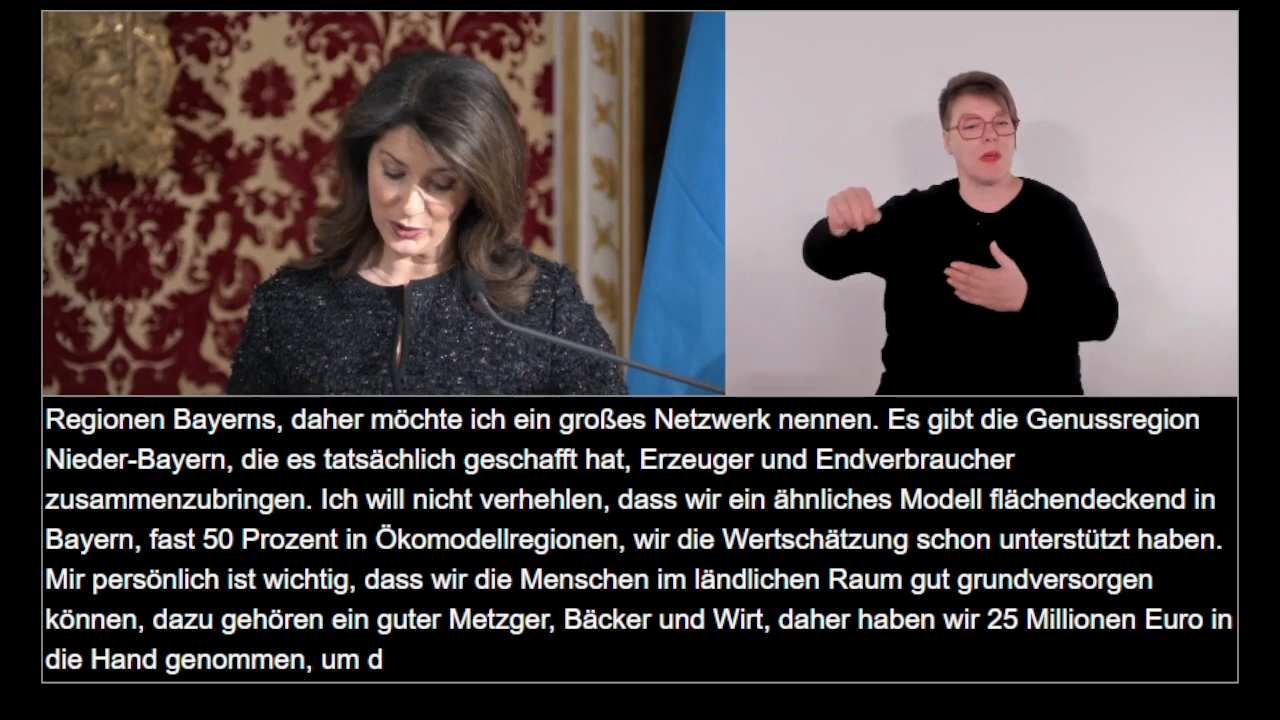 Regionen Bayerns, daher möchte ich ein großes Netzwerk nennen. Es gibt die Genussregion
Nieder-Bayern, die es tatsächlich geschafft hat, Erzeuger und Endverbraucher
zusammenzubringen. Ich will nicht verhehlen, dass wir ein ähnliches Modell flächendeckend in
Bayern, fast 50 Prozent in Ökomodellregionen, wir die Wertschätzung schon unterstützt haben.
Mir persönlich ist wichtig, dass wir die Menschen im ländlichen Raum gut grundversorgen
können, dazu gehören ein guter Metzger, Bäcker und Wirt, daher haben wir 25 Millionen Euro in
die Hand genommen, um d